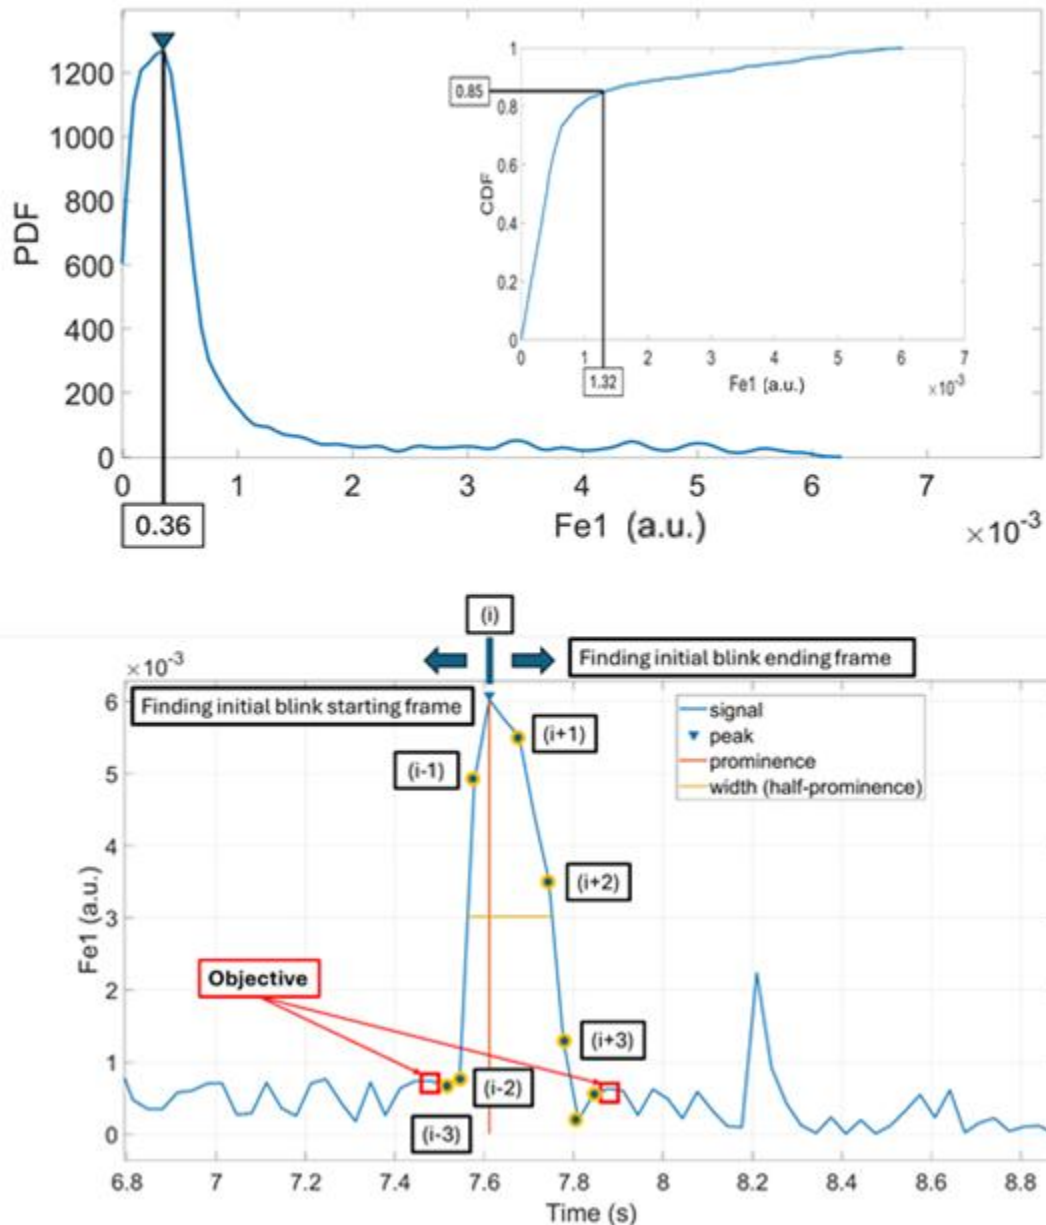 1200
1000
800
600
400
200
0
PDF
0 1 2 3 4 5 6 7
0.36
Fe1 (a.u.)
×10-3
1
0.8
0.6
0.4
0.2
0
0.85
CDF
0 1 2 3 4 5 6 7
1.32
Fe1 (a.u.)
×10-3
(i)
Finding initial blink ending frame
×10-3
Finding initial blink starting frame
signal
peak
prominence
width (half-prominence)
(i+1)
(i-1)
(i+2)
Objective
(i+3)
(i-2)
(i-3)
6
5
4
3
2
1
0
Fe1 (a.u.)
6.8 7 7.2 7.4 7.6 7.8 8 8.2 8.4 8.6 8.8
Time (s)